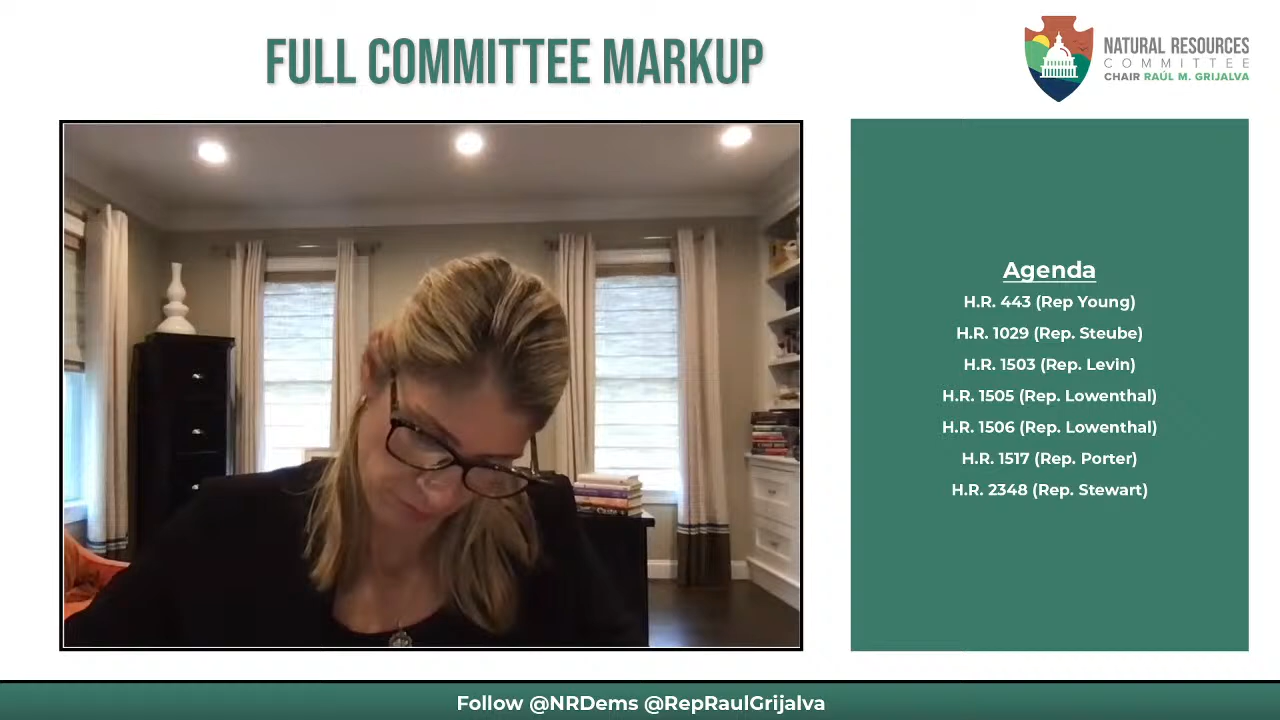 FULL COMMITTEE MARKUP
NATURAL RESOURCES
COMMITTEE
CHAIR RAÚL M. GRIJALVA
Agenda
H.R. 443 (Rep Young)
H.R. 1029 (Rep. Steube)
H.R. 1503 (Rep. Levin)
H.R. 1505 (Rep. Lowenthal)
H.R. 1506 (Rep. Lowenthal)
H.R. 1517 (Rep. Porter)
H.R. 2348 (Rep. Stewart)
Follow @NRDems @RepRaulGrijalva